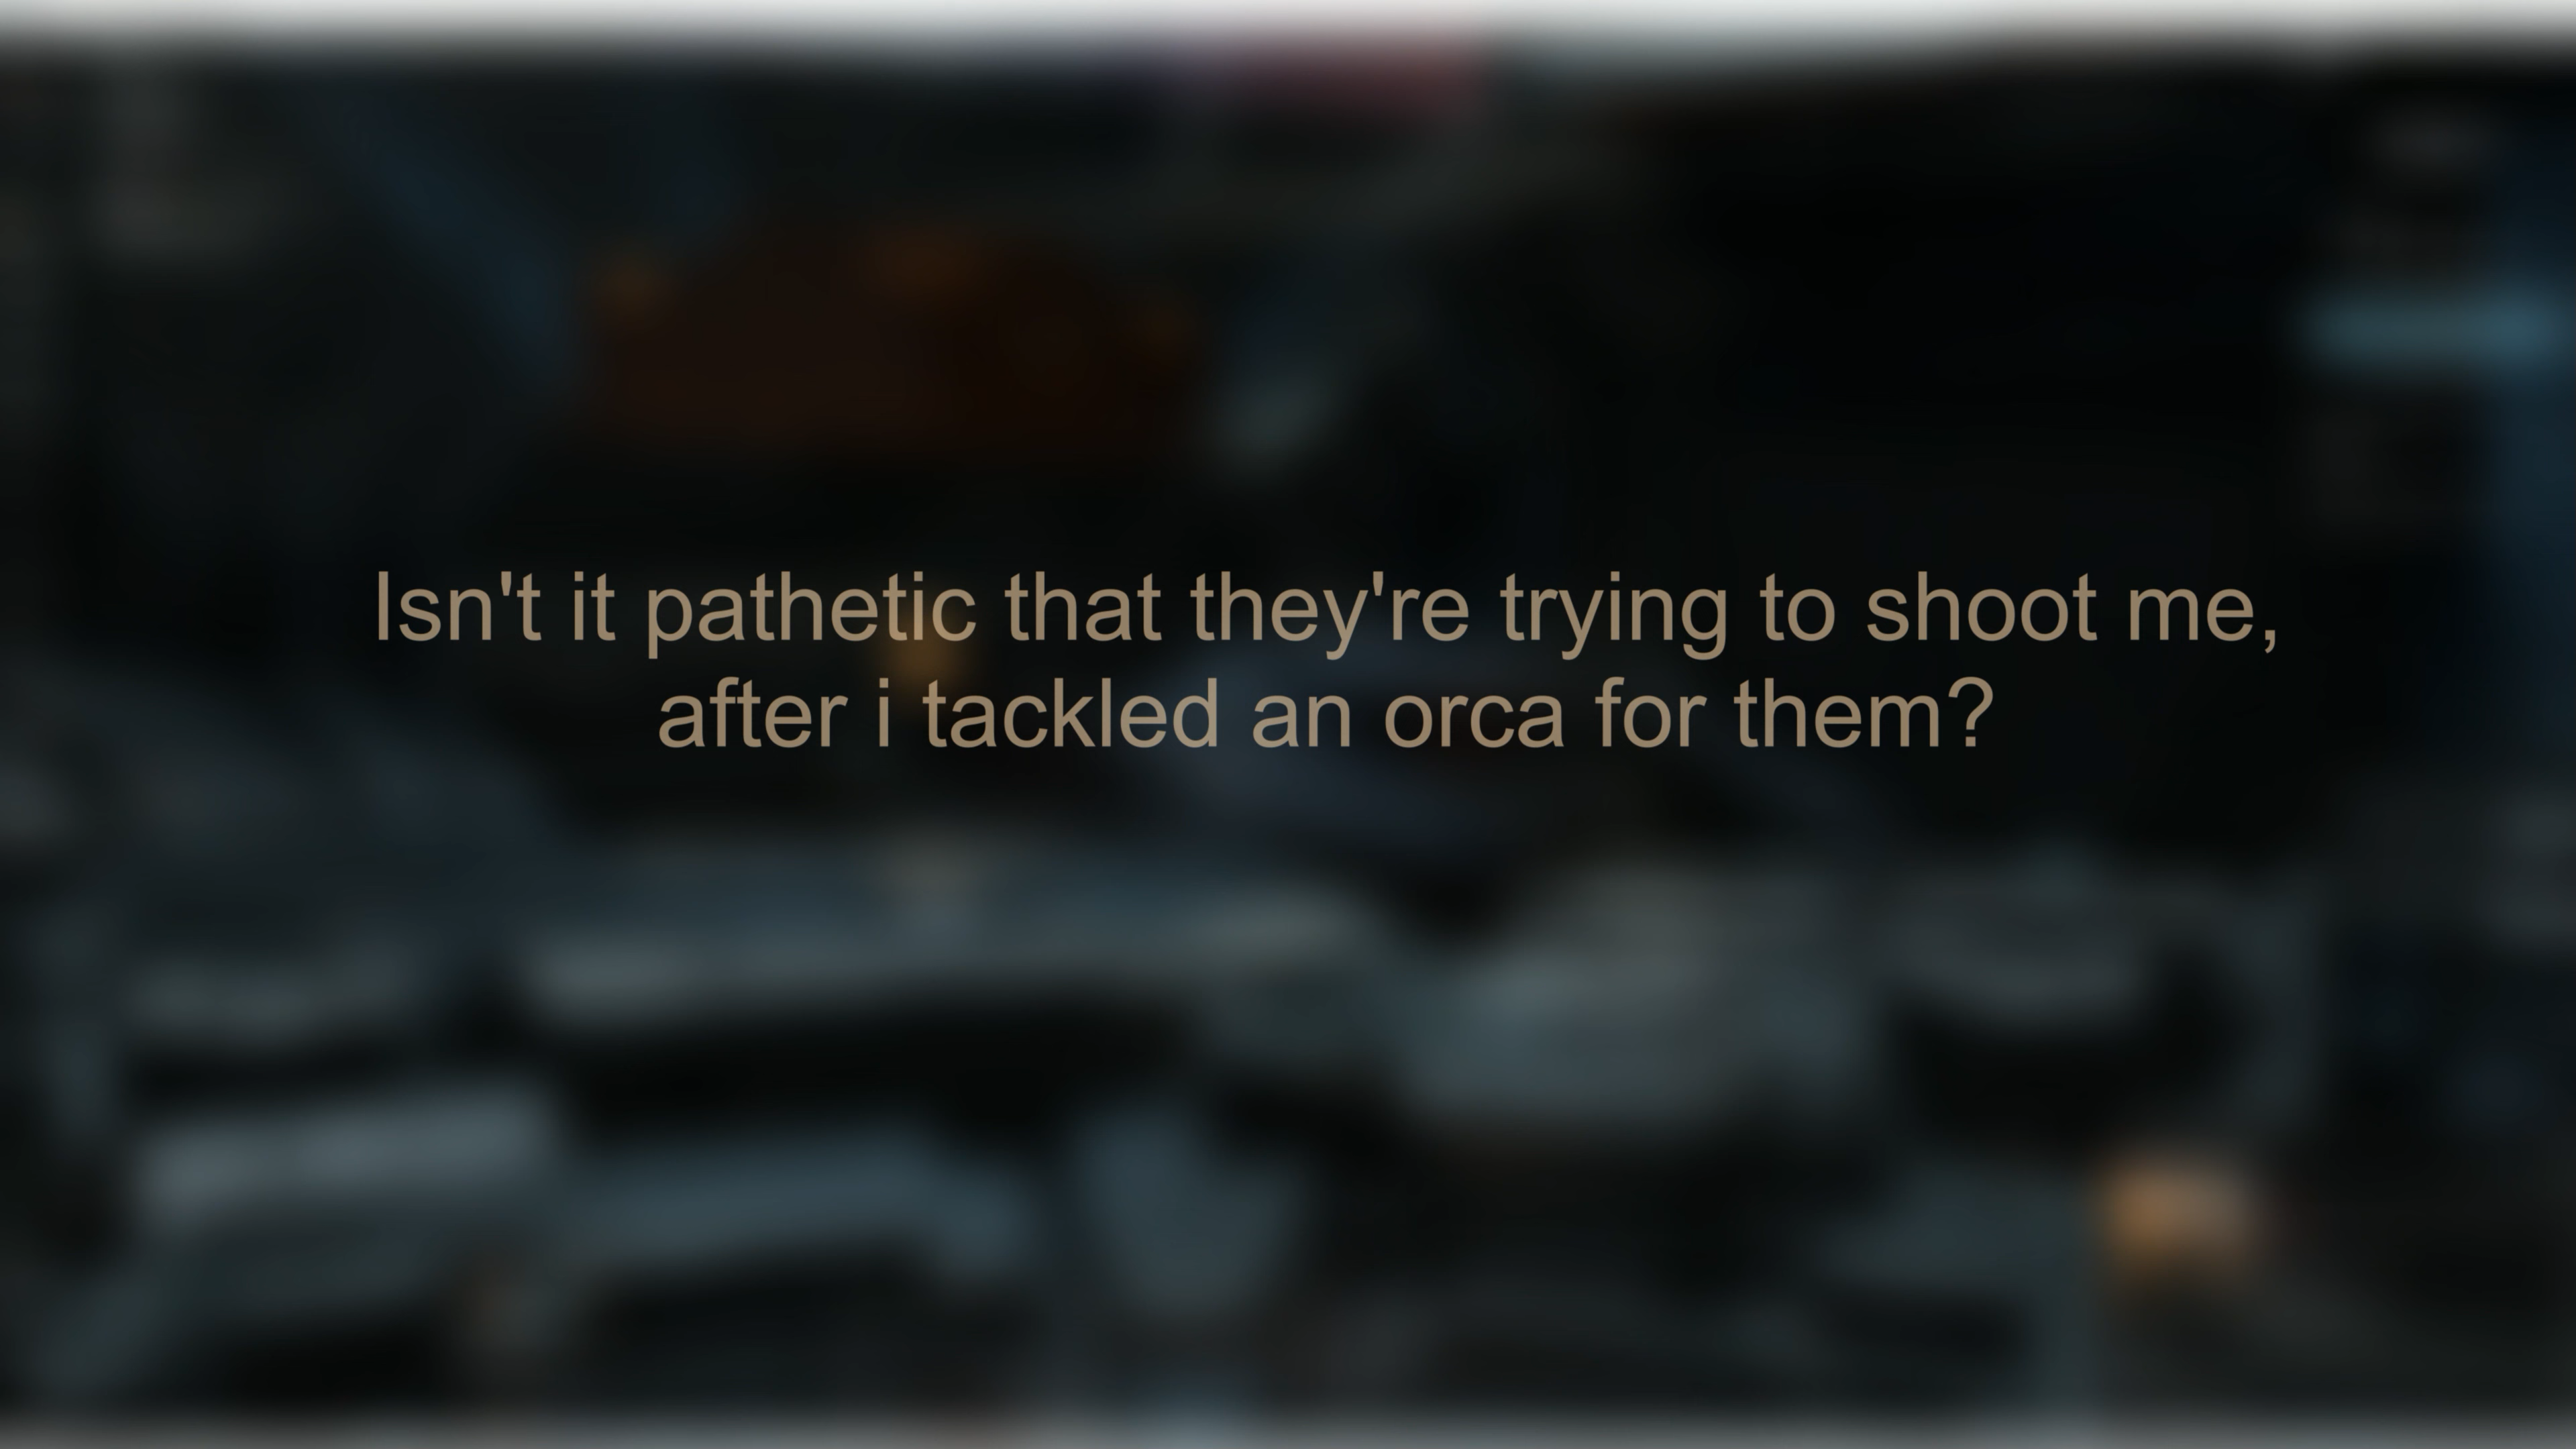 Isn't it pathetic that they're trying to shoot me,
after i tackled an orca for them?